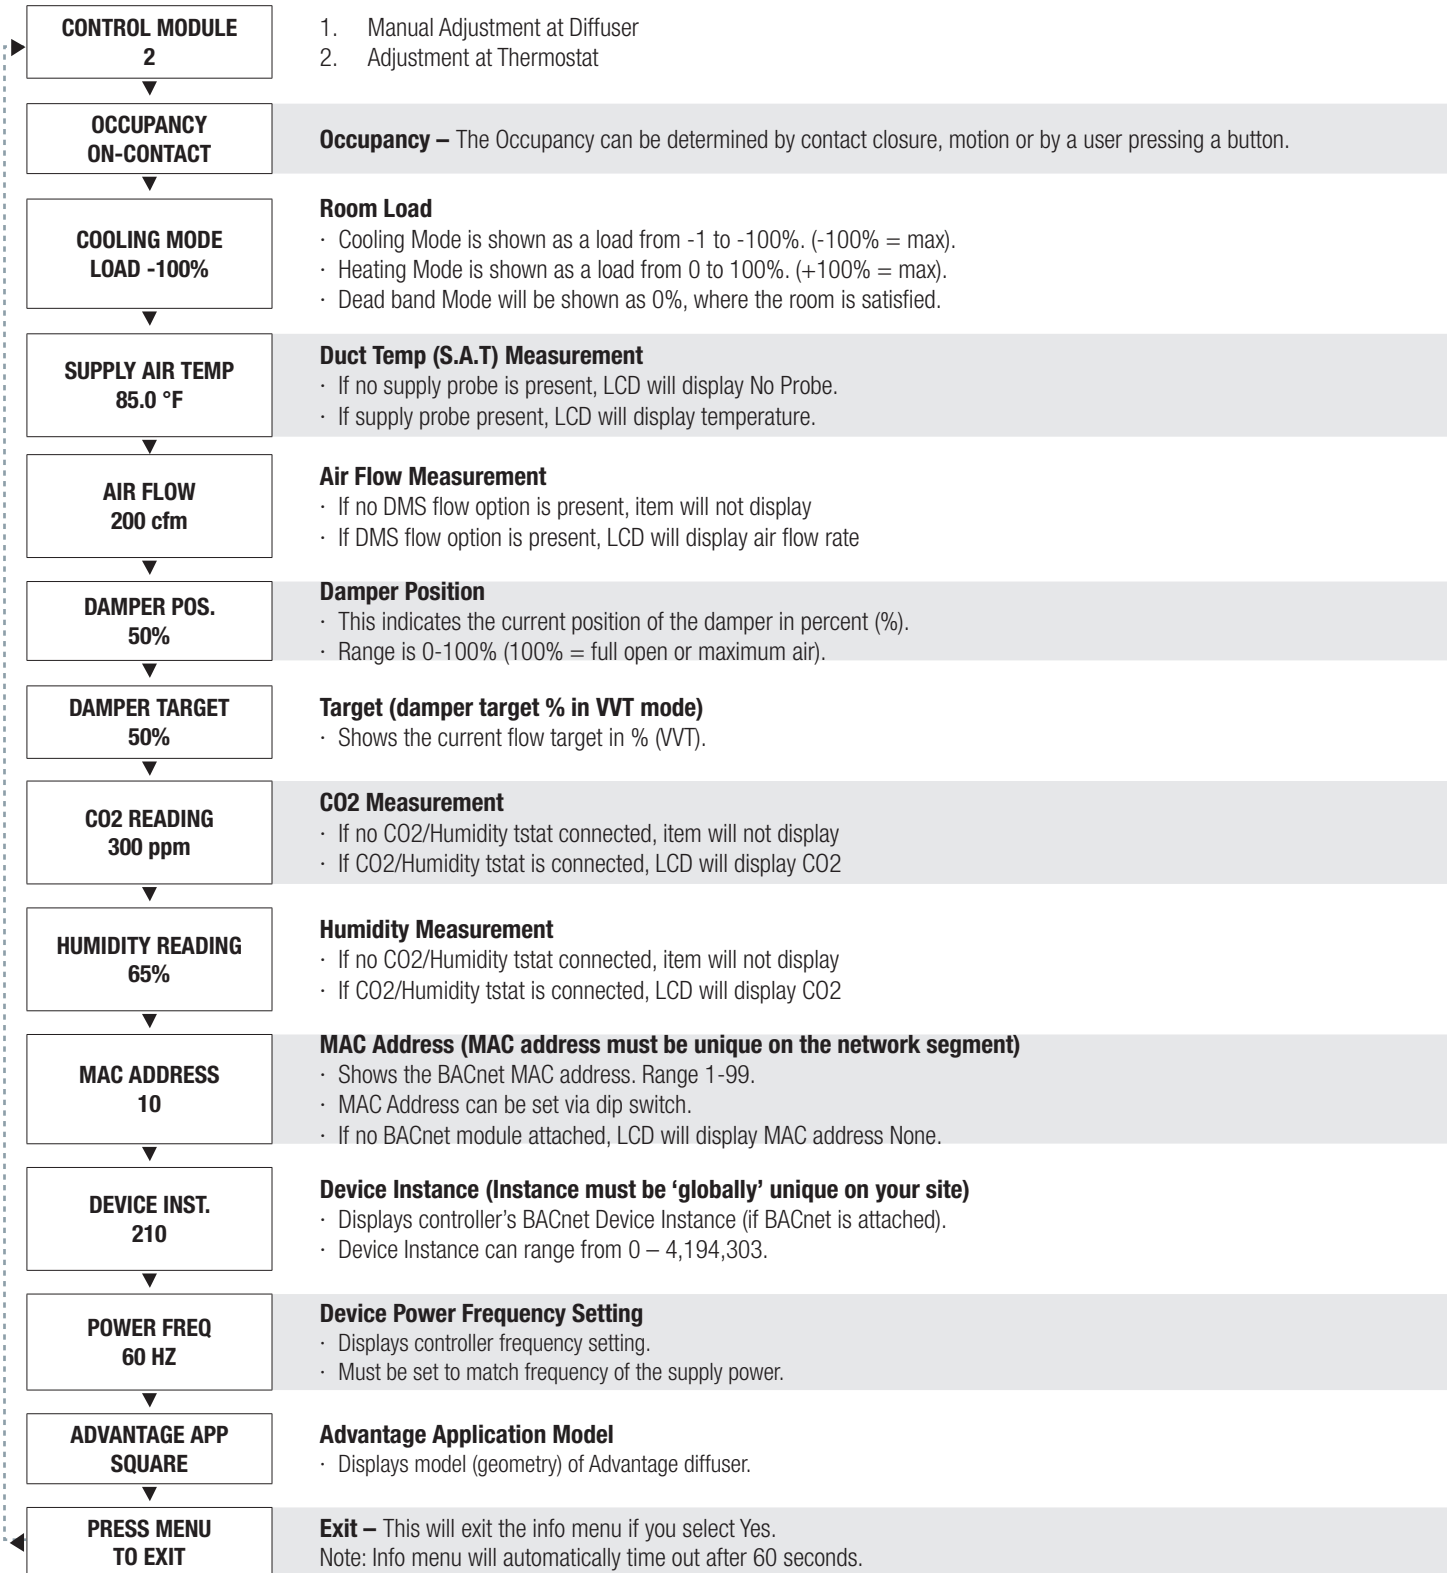 CONTROL MODULE
2
1. Manual Adjustment at Diffuser
2. Adjustment at Thermostat
OCCUPANCY
ON-CONTACT
Occupancy – The Occupancy can be determined by contact closure, motion or by a user pressing a button.
COOLING MODE
LOAD -100%
Room Load
· Cooling Mode is shown as a load from -1 to -100%. (-100% = max).
· Heating Mode is shown as a load from 0 to 100%. (+100% = max).
· Dead band Mode will be shown as 0%, where the room is satisfied.
SUPPLY AIR TEMP
85.0 °F
Duct Temp (S.A.T) Measurement
· If no supply probe is present, LCD will display No Probe.
· If supply probe present, LCD will display temperature.
AIR FLOW
200 cfm
Air Flow Measurement
· If no DMS flow option is present, item will not display
· If DMS flow option is present, LCD will display air flow rate
DAMPER POS.
50%
Damper Position
· This indicates the current position of the damper in percent (%).
· Range is 0-100% (100% = full open or maximum air).
DAMPER TARGET
50%
Target (damper target % in VVT mode)
· Shows the current flow target in % (VVT).
CO2 READING
300 ppm
CO2 Measurement
· If no CO2/Humidity tstat connected, item will not display
· If CO2/Humidity tstat is connected, LCD will display CO2
HUMIDITY READING
65%
Humidity Measurement
· If no CO2/Humidity tstat connected, item will not display
· If CO2/Humidity tstat is connected, LCD will display CO2
MAC ADDRESS
10
MAC Address (MAC address must be unique on the network segment)
· Shows the BACnet MAC address. Range 1-99.
· MAC Address can be set via dip switch.
· If no BACnet module attached, LCD will display MAC address None.
DEVICE INST.
210
Device Instance (Instance must be ‘globally’ unique on your site)
· Displays controller’s BACnet Device Instance (if BACnet is attached).
· Device Instance can range from 0 – 4,194,303.
POWER FREQ
60 HZ
Device Power Frequency Setting
· Displays controller frequency setting.
· Must be set to match frequency of the supply power.
ADVANTAGE APP
SQUARE
Advantage Application Model
· Displays model (geometry) of Advantage diffuser.
PRESS MENU
TO EXIT
Exit – This will exit the info menu if you select Yes.
Note: Info menu will automatically time out after 60 seconds.